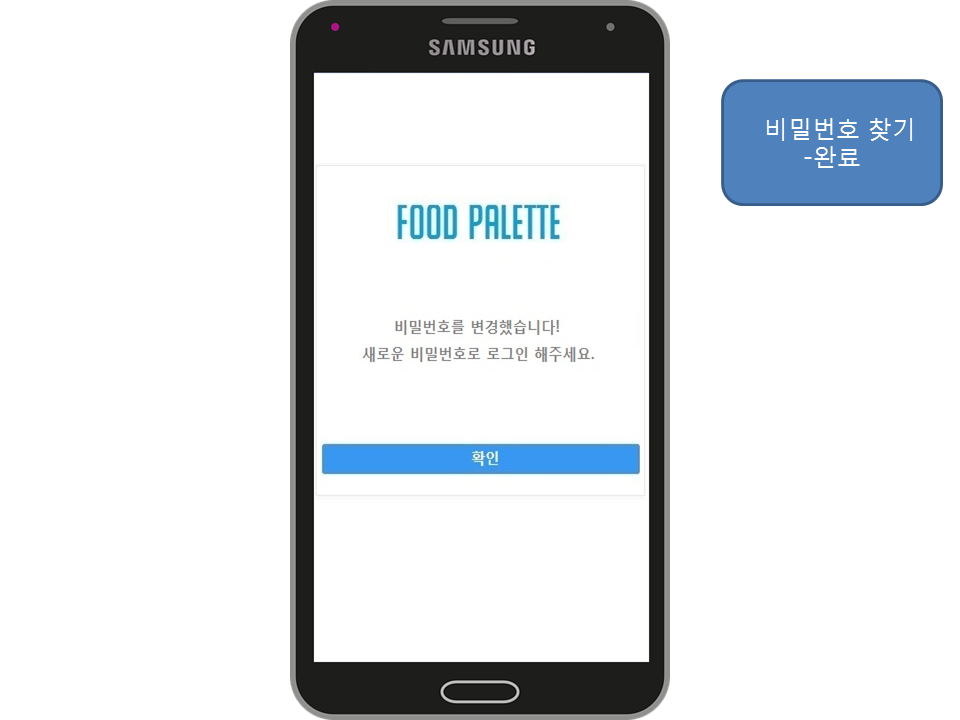 SAMSUNG
비밀번호 찾기
-완료
FOOD PALETTE
비밀번호를 변경했습니다!
새로운 비밀번호로 로그인 해주세요.
확인